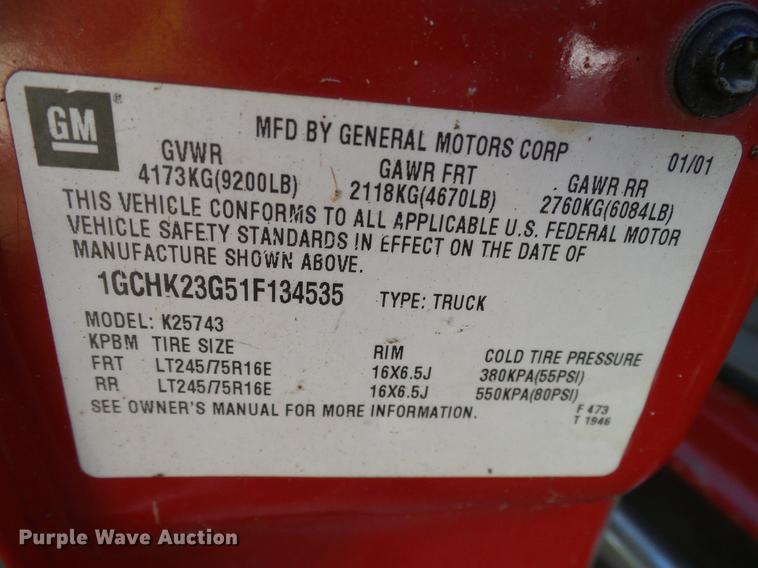 GM ®
MFD BY GENERAL MOTORS CORP 01/01
GVWR GAWR FRT GAWR RR
4173KG(9200LB) 2118KG(4670LB) 2760KG(6084LB)
THIS VEHICLE CONFORMS TO ALL APPLICABLE U.S. FEDERAL MOTOR
VEHICLE SAFETY STANDARDS IN EFFECT ON THE DATE OF
MANUFACTURE SHOWN ABOVE.
1GCHK23G51F134535 TYPE: TRUCK
MODEL: K25743
KPBM TIRE SIZE RIM COLD TIRE PRESSURE
FRT LT245/75R16E 16X6.5J 380KPA(55PSI)
RR LT245/75R16E 16X6.5J 550KPA(80PSI)
SEE OWNER'S MANUAL FOR MORE INFORMATION. F 473
T 1946
Purple Wave Auction